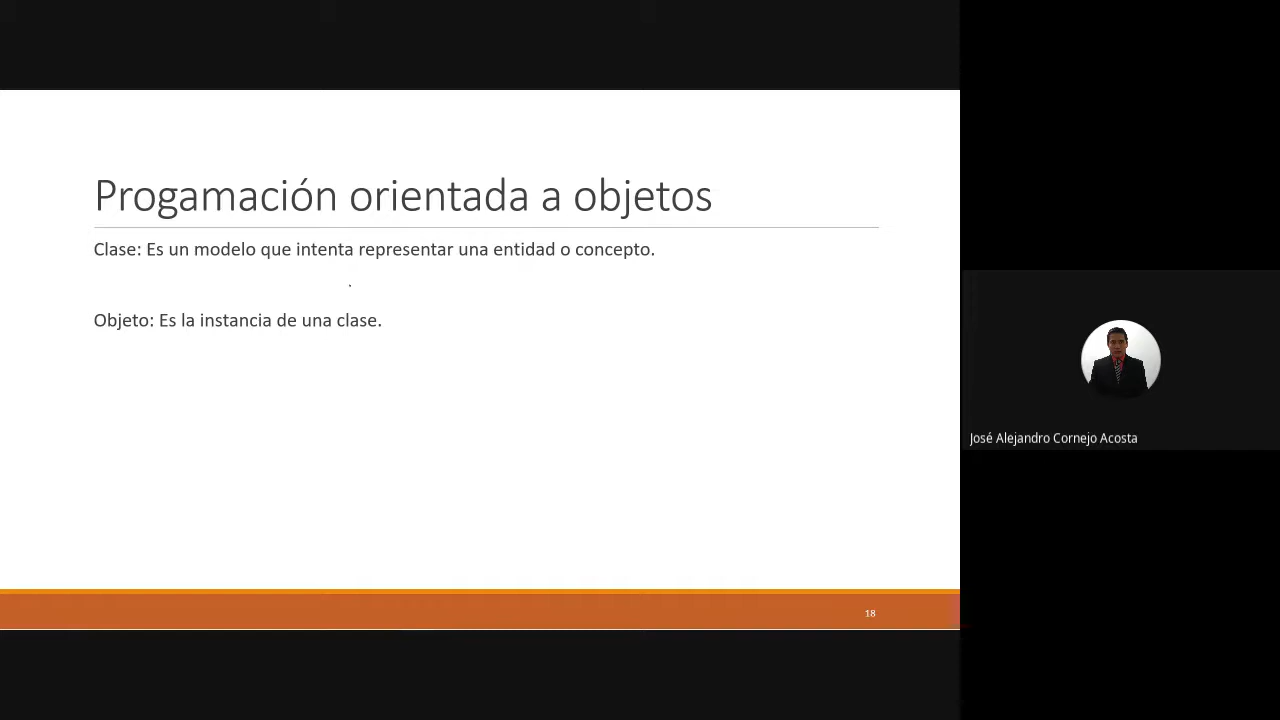 Progamación orientada a objetos
Clase: Es un modelo que intenta representar una entidad o concepto.
Objeto: Es la instancia de una clase.
18
José Alejandro Cornejo Acosta